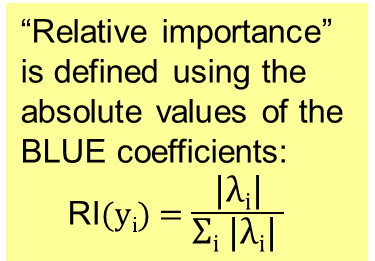 “Relative importance”
is defined using the
absolute values of the
BLUE coefficients:
RI(yᵢ) = |λᵢ| / Σᵢ |λᵢ|